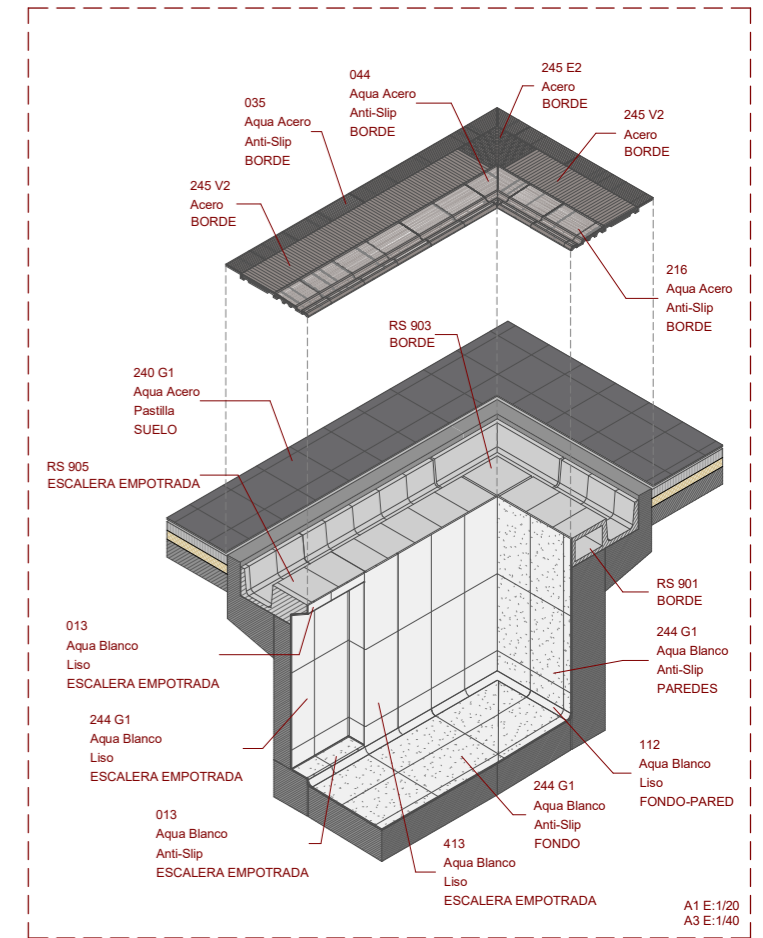 245 E2
Acero
BORDE
044
Aqua Acero
Anti-Slip
BORDE
035
Aqua Acero
Anti-Slip
BORDE
245 V2
Acero
BORDE
245 V2
Acero
BORDE
216
Aqua Acero
Anti-Slip
BORDE
RS 903
BORDE
240 G1
Aqua Acero
Pastilla
SUELO
RS 905
ESCALERA EMPOTRADA
RS 901
BORDE
013
Aqua Blanco
Liso
ESCALERA EMPOTRADA
244 G1
Aqua Blanco
Anti-Slip
PAREDES
244 G1
Aqua Blanco
Liso
ESCALERA EMPOTRADA
112
Aqua Blanco
Liso
FONDO-PARED
244 G1
Aqua Blanco
Anti-Slip
FONDO
013
Aqua Blanco
Anti-Slip
ESCALERA EMPOTRADA
413
Aqua Blanco
Liso
ESCALERA EMPOTRADA
A1 E:1/20
A3 E:1/40